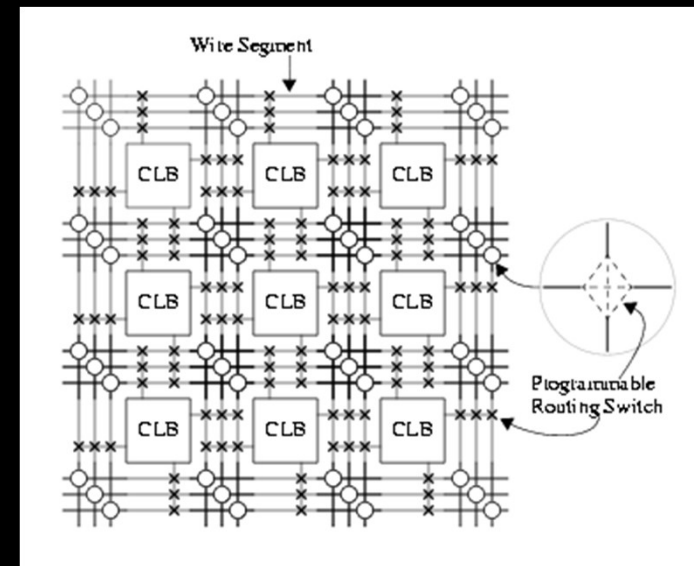 Wire Segment
CLB CLB CLB
CLB CLB CLB
CLB CLB CLB
Programmable
Routing Switch